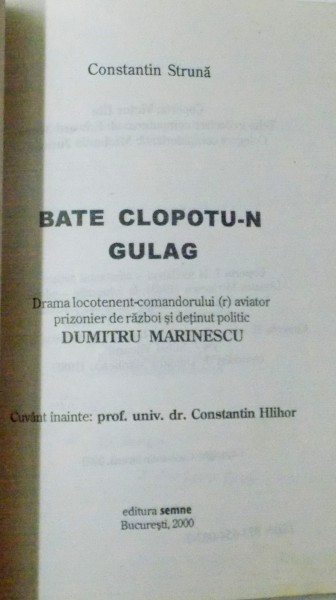 Constantin Strună
BATE CLOPOTU-N
GULAG
Drama locotenent-comandorului (r) aviator
prizonier de război și deținut politic
DUMITRU MARINESCU
Cuvânt înainte: prof. univ. dr. Constantin Hlihor
editura semne
București, 2000